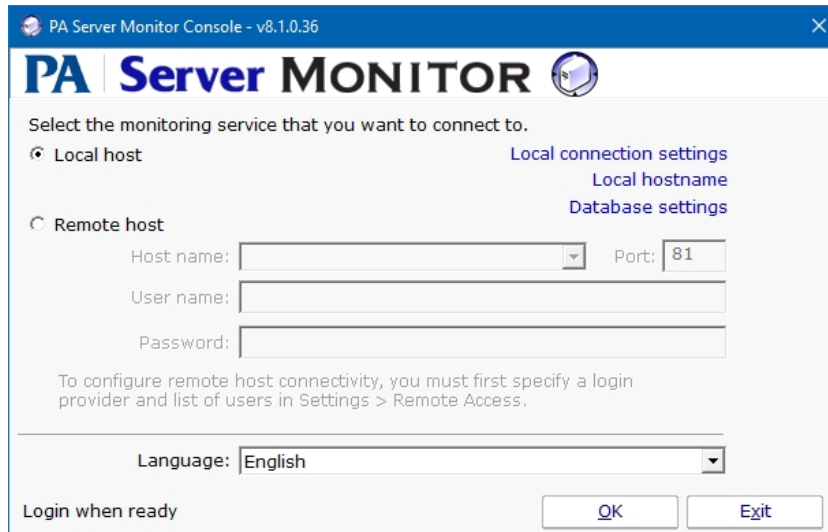 PA Server Monitor Console - v8.1.0.36
PA Server MONITOR
Select the monitoring service that you want to connect to.
Local host
Local connection settings
Local hostname
Database settings
Remote host
Host name: Port: 81
User name:
Password:
To configure remote host connectivity, you must first specify a login
provider and list of users in Settings > Remote Access.
Language: English
Login when ready OK Exit